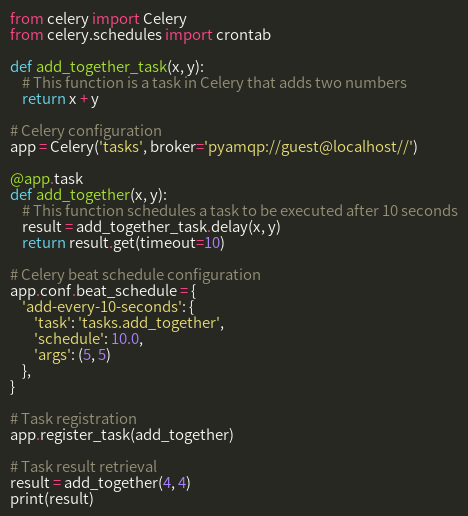 from celery import Celery
from celery.schedules import crontab

def add_together_task(x, y):
    # This function is a task in Celery that adds two numbers
    return x + y

# Celery configuration
app = Celery('tasks', broker='pyamqp://guest@localhost//')

@app.task
def add_together(x, y):
    # This function schedules a task to be executed after 10 seconds
    result = add_together_task.delay(x, y)
    return result.get(timeout=10)

# Celery beat schedule configuration
app.conf.beat_schedule = {
    'add-every-10-seconds': {
        'task': 'tasks.add_together',
        'schedule': 10.0,
        'args': (5, 5)
    },
}

# Task registration
app.register_task(add_together)

# Task result retrieval
result = add_together(4, 4)
print(result)